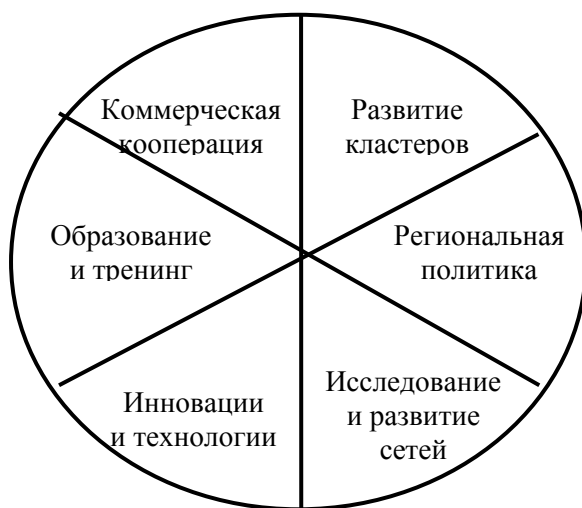 Коммерческая
кооперация
Развитие
кластеров
Образование
и тренинг
Региональная
политика
Инновации
и технологии
Исследование
и развитие
сетей